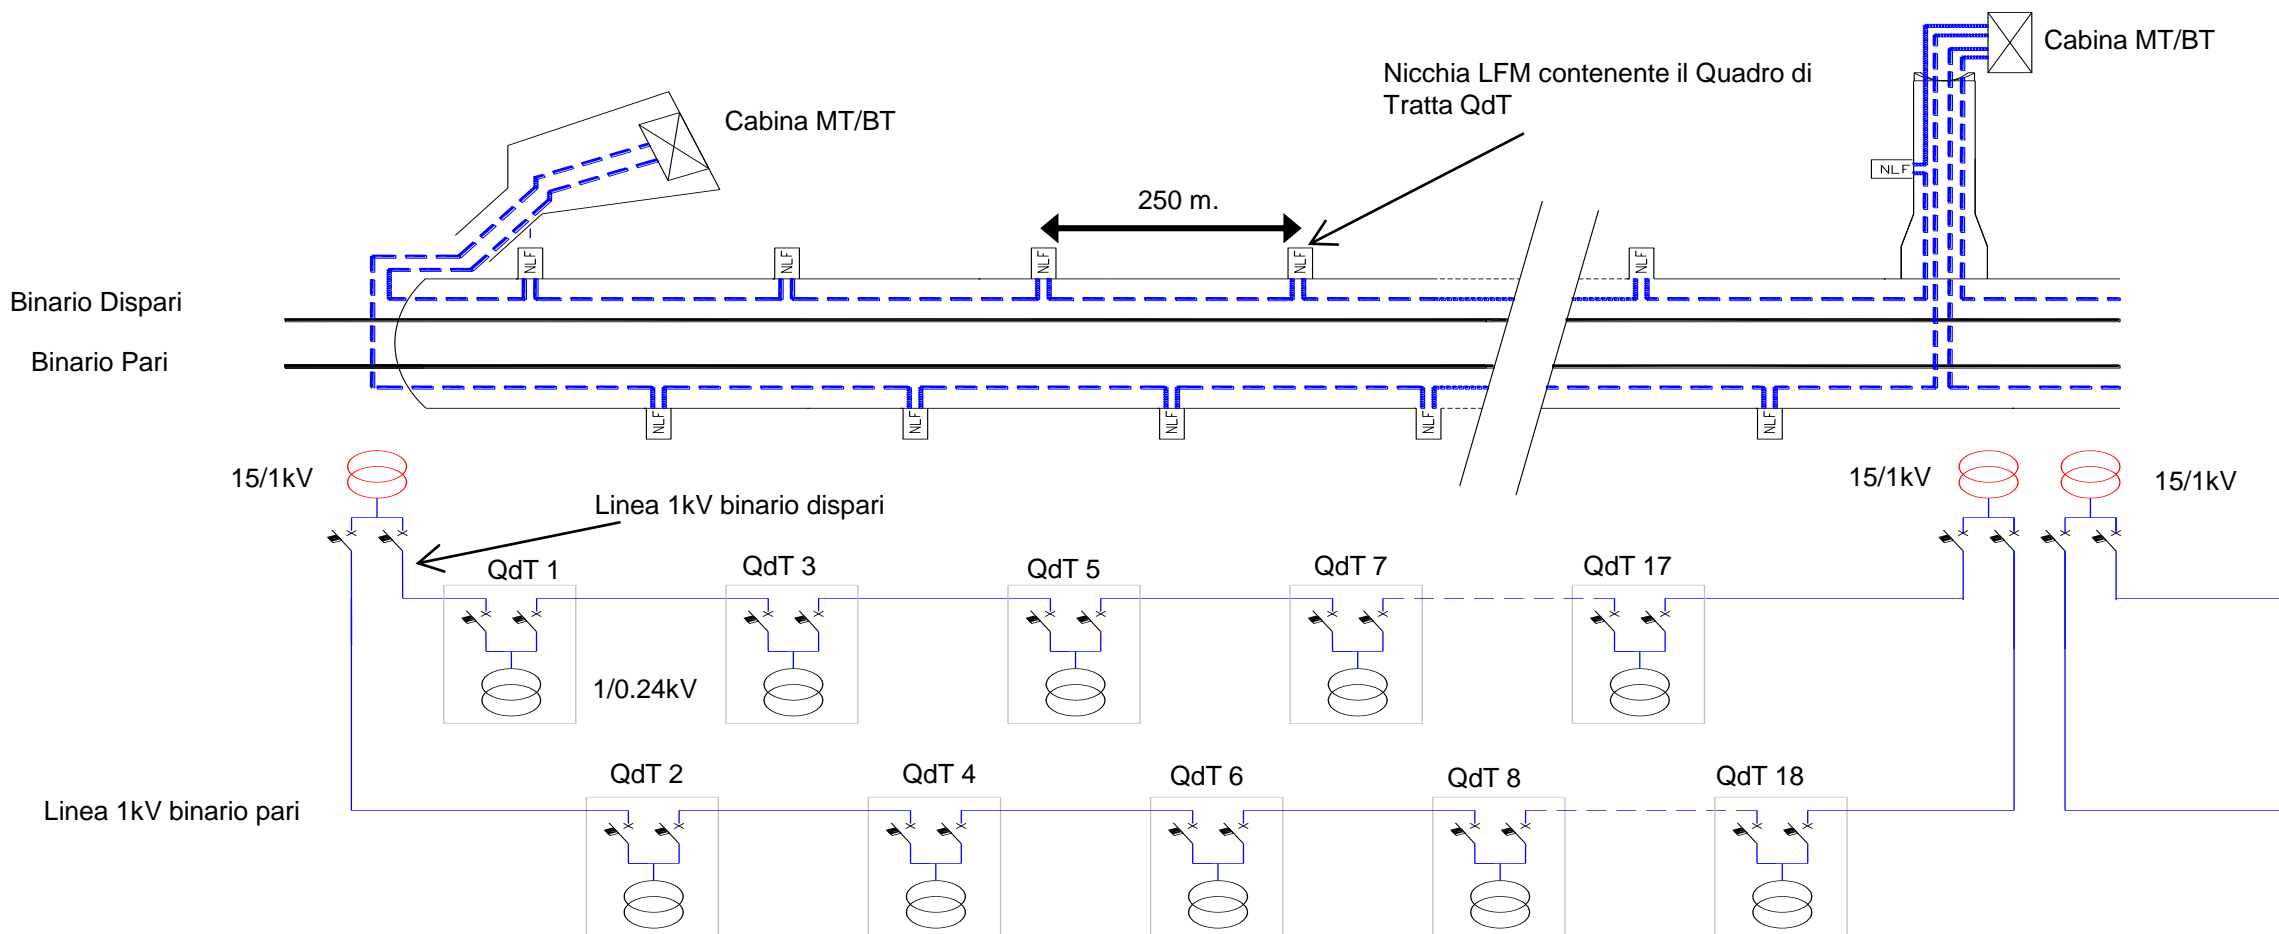 Cabina MT/BT
Nicchia LFM contenente il Quadro di
Tratta QdT
Cabina MT/BT
NLF
250 m.
NLF
NLF
NLF
NLF
NLF
Binario Dispari
Binario Pari
NLF
NLF
NLF
NLF
NLF
15/1kV
15/1kV
15/1kV
Linea 1kV binario dispari
QdT 1
QdT 3
QdT 5
QdT 7
QdT 17
1/0.24kV
QdT 2
QdT 4
QdT 6
QdT 8
QdT 18
Linea 1kV binario pari